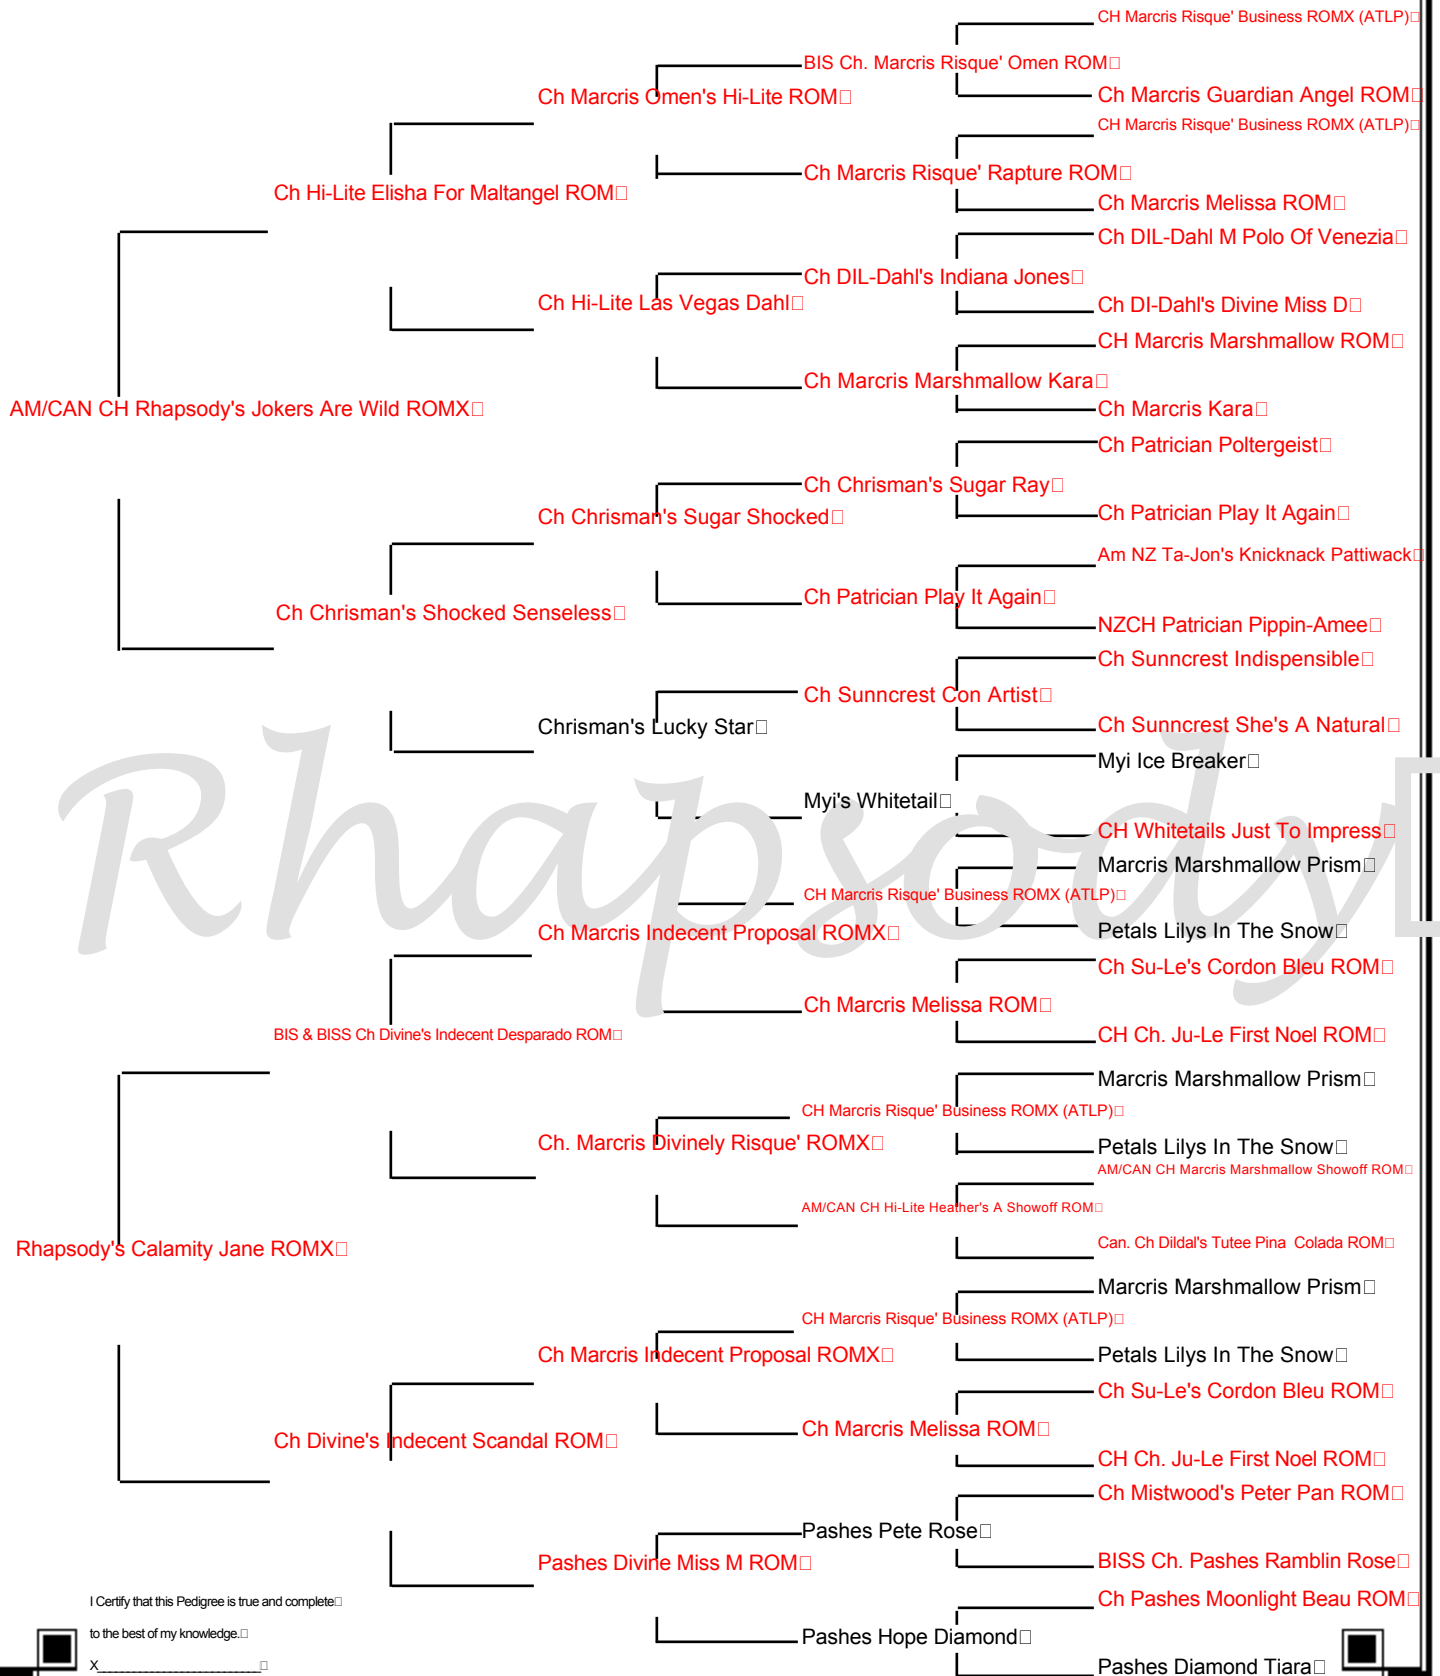 CH Marcris Risque' Business ROMX (ATLP)
BIS Ch. Marcris Risque' Omen ROM
Ch Marcris Omen's Hi-Lite ROM
Ch Marcris Guardian Angel ROM
CH Marcris Risque' Business ROMX (ATLP)
Ch Marcris Risque' Rapture ROM
Ch Hi-Lite Elisha For Maltangel ROM
Ch Marcris Melissa ROM
Ch DIL-Dahl M Polo Of Venezia
Ch DIL-Dahl's Indiana Jones
Ch Hi-Lite Las Vegas Dahl
Ch DI-Dahl's Divine Miss D
CH Marcris Marshmallow ROM
Ch Marcris Marshmallow Kara
AM/CAN CH Rhapsody's Jokers Are Wild ROMX
Ch Marcris Kara
Ch Patrician Poltergeist
Ch Chrisman's Sugar Ray
Ch Chrisman's Sugar Shocked
Ch Patrician Play It Again
Am NZ Ta-Jon's Knicknack Pattiwack
Ch Patrician Play It Again
Ch Chrisman's Shocked Senseless
NZCH Patrician Pippin-Amee
Ch Sunncrest Indispensible
Ch Sunncrest Con Artist
Chrisman's Lucky Star
Ch Sunncrest She's A Natural
Myi Ice Breaker
Myi's Whitetail
CH Whitetails Just To Impress
Rhapsody
Marcris Marshmallow Prism
CH Marcris Risque' Business ROMX (ATLP)
Ch Marcris Indecent Proposal ROMX
Petals Lilys In The Snow
Ch Su-Le's Cordon Bleu ROM
Ch Marcris Melissa ROM
BIS & BISS Ch Divine's Indecent Desparado ROM
CH Ch. Ju-Le First Noel ROM
Marcris Marshmallow Prism
CH Marcris Risque' Business ROMX (ATLP)
Ch. Marcris Divinely Risque' ROMX
Petals Lilys In The Snow
AM/CAN CH Marcris Marshmallow Showoff ROM
AM/CAN CH Hi-Lite Heather's A Showoff ROM
Rhapsody's Calamity Jane ROMX
Can. Ch Dildal's Tutee Pina Colada ROM
Marcris Marshmallow Prism
CH Marcris Risque' Business ROMX (ATLP)
Ch Marcris Indecent Proposal ROMX
Petals Lilys In The Snow
Ch Su-Le's Cordon Bleu ROM
Ch Marcris Melissa ROM
Ch Divine's Indecent Scandal ROM
CH Ch. Ju-Le First Noel ROM
Ch Mistwood's Peter Pan ROM
Pashes Pete Rose
Pashes Divine Miss M ROM
BISS Ch. Pashes Ramblin Rose
Ch Pashes Moonlight Beau ROM
Pashes Hope Diamond
Pashes Diamond Tiara
I Certify that this Pedigree is true and complete
to the best of my knowledge.
X__________________________